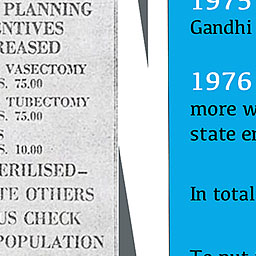 PLANNING
NTIVES
REASED
VASECTOMY
S. 75.00
TUBECTOMY
S. 75.00
S
S. 10.00
ERILISED—
TE OTHERS
US CHECK
POPULATION
1975
Gandhi
1976
more w
state e
In total
To put